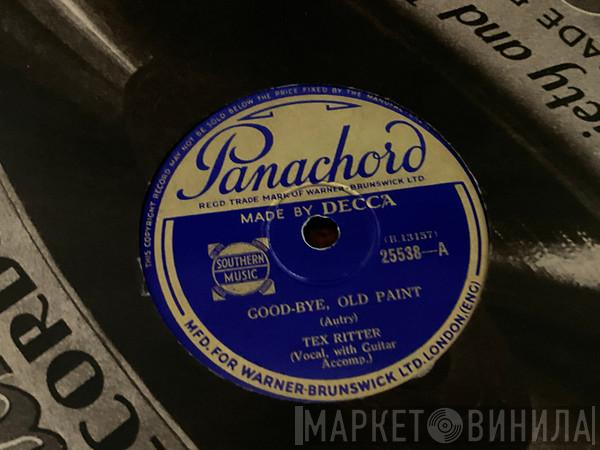 THIS COPYRIGHT RECORD MAY NOT BE SOLD BELOW THE PRICE FIXED BY THE
Panachord
REGD TRADE MARK OF WARNER-BRUNSWICK LTD.
MADE BY DECCA
(B.13157)
25538—A
SOUTHERN
MUSIC
GOOD-BYE, OLD PAINT
(Autry)
TEX RITTER
(Vocal, with Guitar
Accomp.)
MFD. FOR WARNER-BRUNSWICK LTD. LONDON.(ENG)
and
МАРКЕТ ВИНИЛА